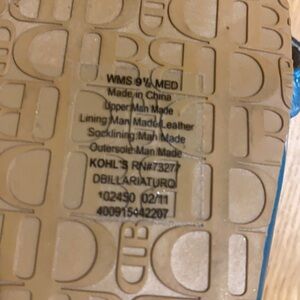 WMS 9½ MED
Made in China
Upper:Man Made
Lining:Man Made/Leather
Socklining:Man Made
Outersole:Man Made
KOHL'S RN#73277
DBILLARIATURQ
102450 02/11
400915442207